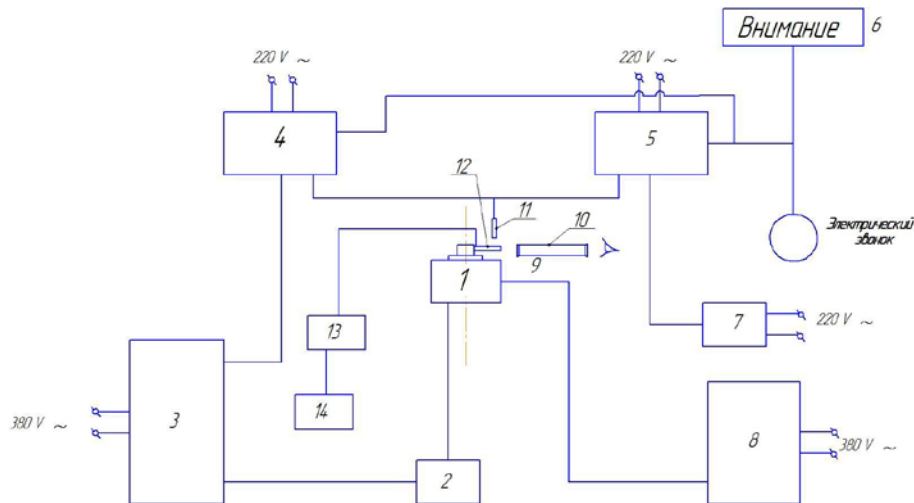 Внимание
6
220 V ~
220 V ~
4
5
12
11
10
Электрический
звонок
9
1
13
7
220 V ~
14
380 V ~
3
8
380 V ~
2